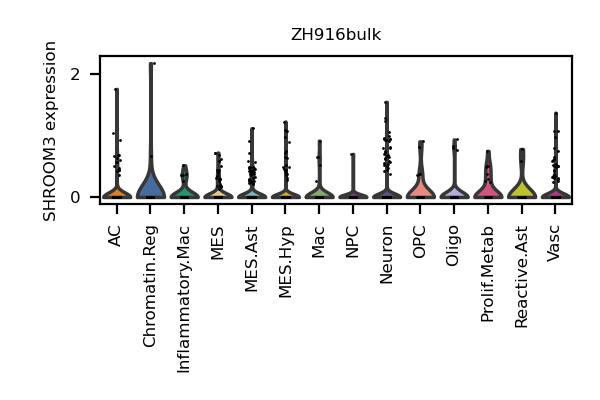 ZH916bulk
SHROOM3 expression
2
0
AC
Chromatin.Reg
Inflammatory.Mac
MES
MES.Ast
MES.Hyp
Mac
NPC
Neuron
OPC
Oligo
Prolif.Metab
Reactive.Ast
Vasc